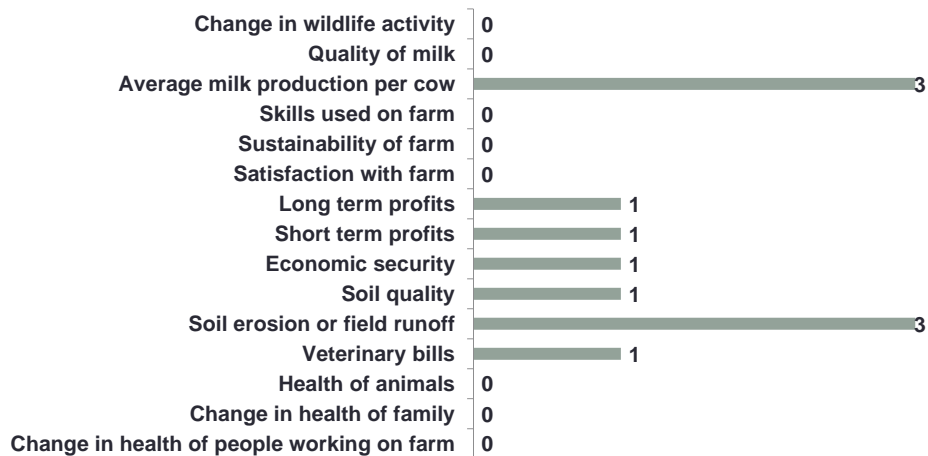 Change in wildlife activity 0
Quality of milk 0
Average milk production per cow 3
Skills used on farm 0
Sustainability of farm 0
Satisfaction with farm 0
Long term profits 1
Short term profits 1
Economic security 1
Soil quality 1
Soil erosion or field runoff 3
Veterinary bills 1
Health of animals 0
Change in health of family 0
Change in health of people working on farm 0